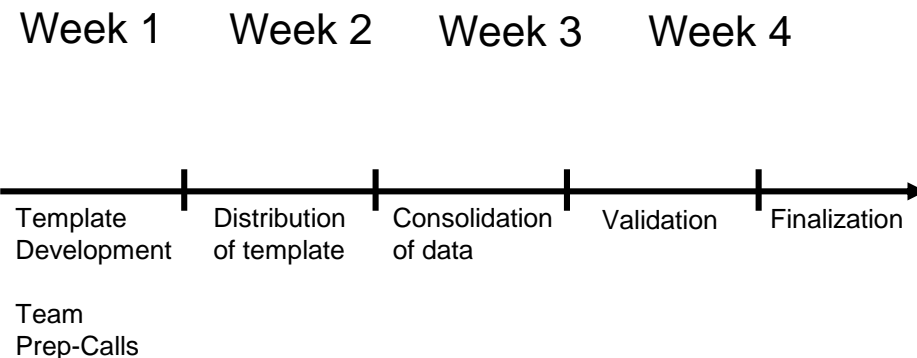 Week 1 Week 2 Week 3 Week 4
Template Development
Distribution of template
Consolidation of data
Validation
Finalization
Team
Prep-Calls